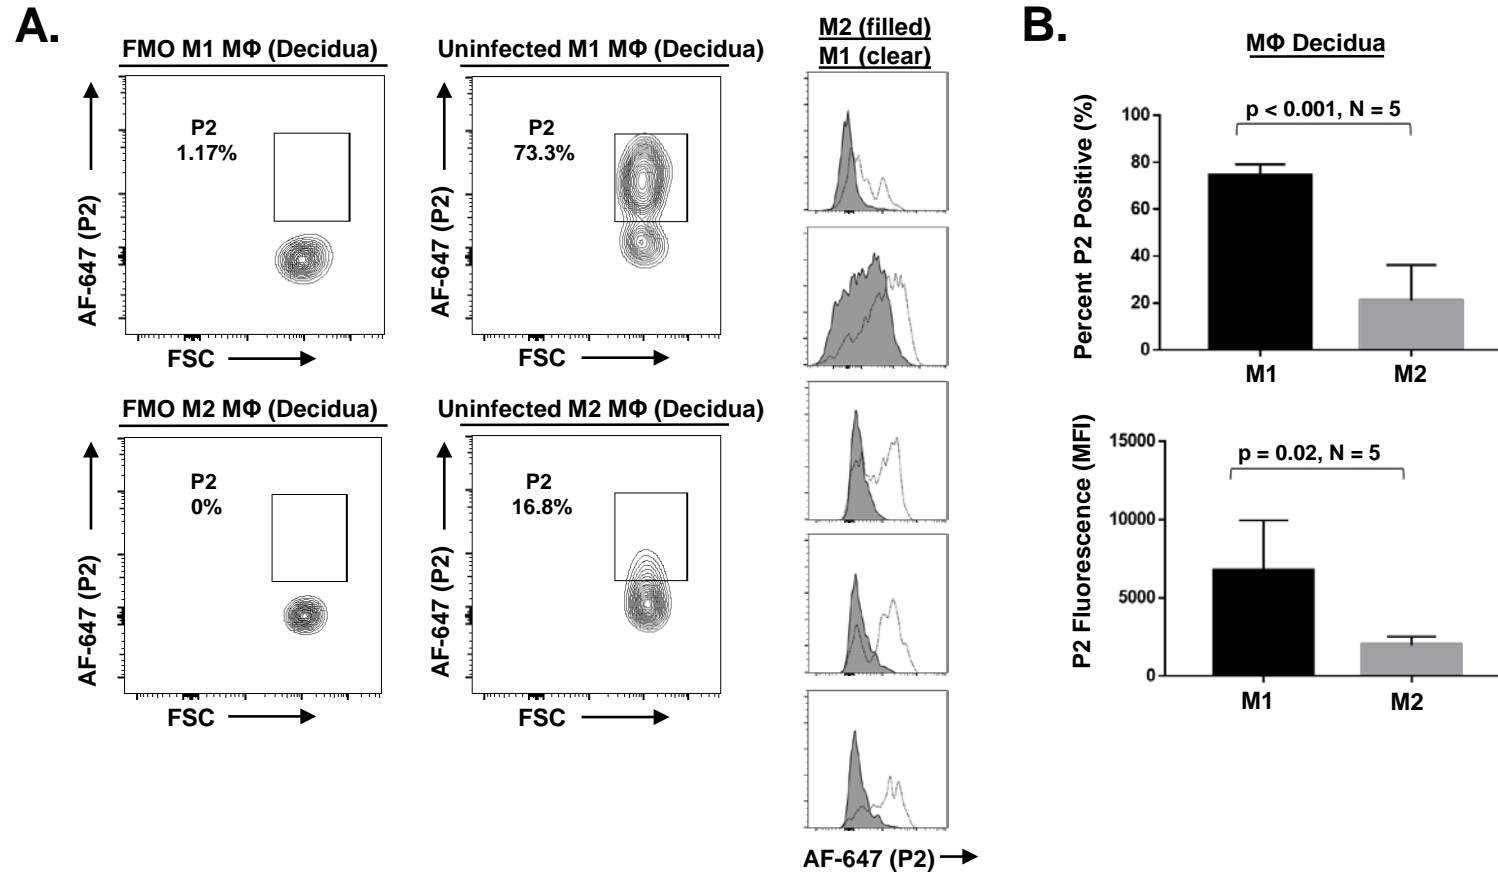 A.
FMO M1 MΦ (Decidua)
P2
1.17%
AF-647 (P2)
FSC
Uninfected M1 MΦ (Decidua)
P2
73.3%
AF-647 (P2)
FSC
FMO M2 MΦ (Decidua)
P2
0%
AF-647 (P2)
FSC
Uninfected M2 MΦ (Decidua)
P2
16.8%
AF-647 (P2)
FSC
M2 (filled)
M1 (clear)
AF-647 (P2)
B.
MΦ Decidua
p < 0.001, N = 5
Percent P2 Positive (%)
100
80
60
40
20
0
M1 M2
p = 0.02, N = 5
P2 Fluorescence (MFI)
15000
10000
5000
0
M1 M2